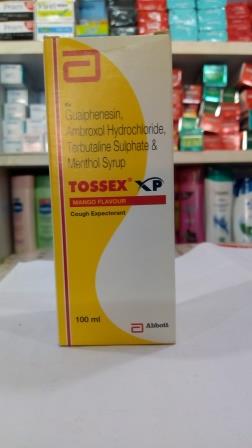 Rx
Guaiphenesin,
Ambroxol Hydrochloride,
Terbutaline Sulphate &
Menthol Syrup
TOSSEX® XP
MANGO FLAVOUR
Cough Expectorant
100 ml
Abbott